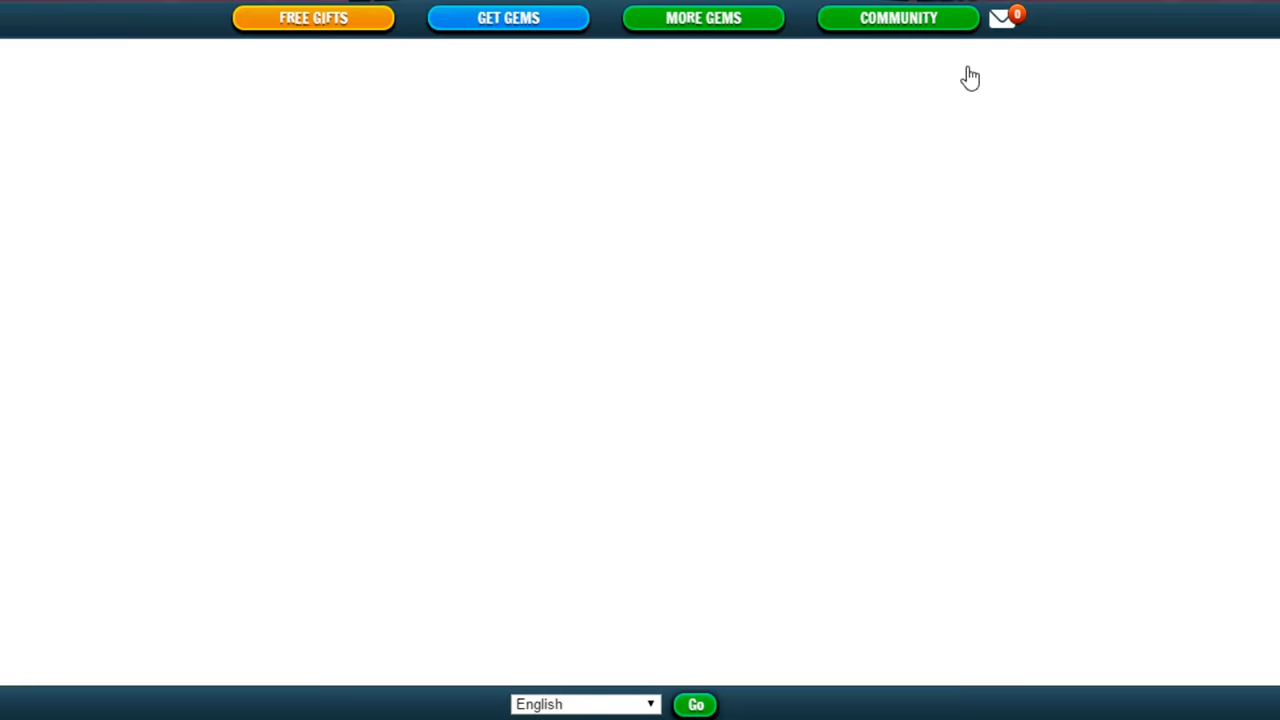 FREE GIFTS
GET GEMS
MORE GEMS
COMMUNITY
0
English
Go